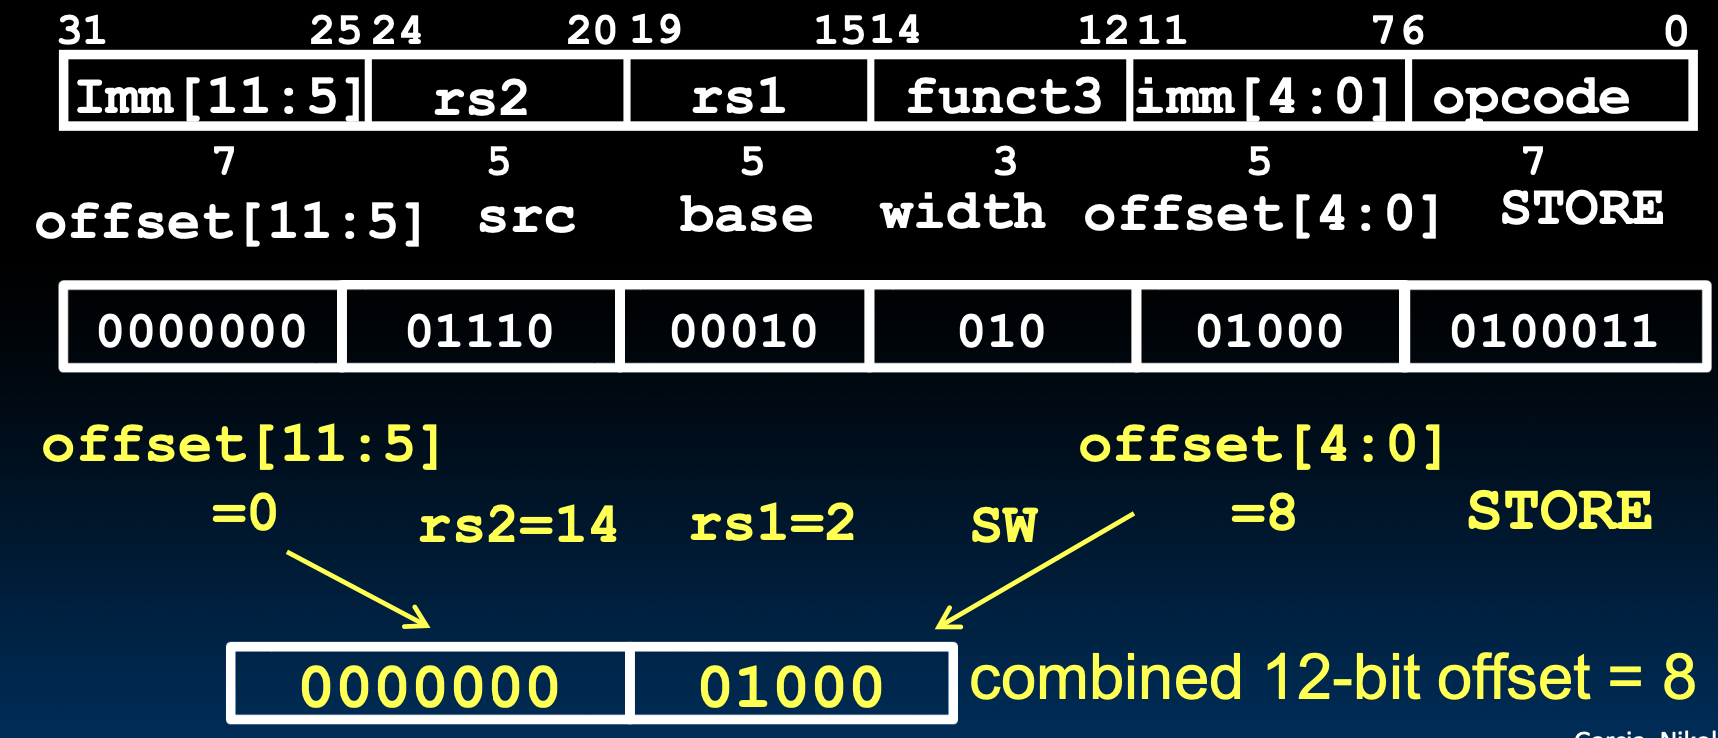 31 25 24 20 19 15 14 12 11 7 6 0
Imm[11:5] rs2 rs1 funct3 imm[4:0] opcode
7 5 5 3 5 7
offset[11:5] src base width offset[4:0] STORE
0000000 01110 00010 010 01000 0100011
offset[11:5] offset[4:0]
=0 rs2=14 rs1=2 SW =8 STORE
0000000 01000 combined 12-bit offset = 8